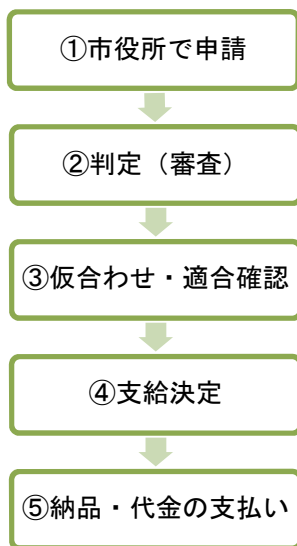 ①市役所で申請
②判定（審査）
③仮合わせ・適合確認
④支給決定
⑤納品・代金の支払い